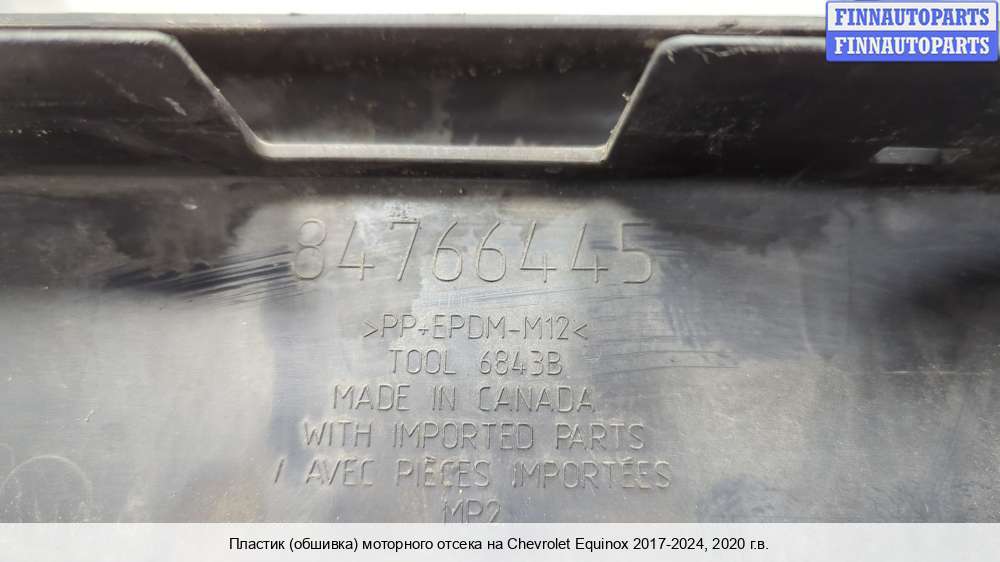 FINNAUTOPARTS
FINNAUTOPARTS
84766445
>PP+EPDM-M12<
TOOL 6843B
MADE IN CANADA
WITH IMPORTED PARTS
/ AVEC PIÈCES IMPORTÉES
MP2
Пластик (обшивка) моторного отсека на Chevrolet Equinox 2017-2024, 2020 г.в.